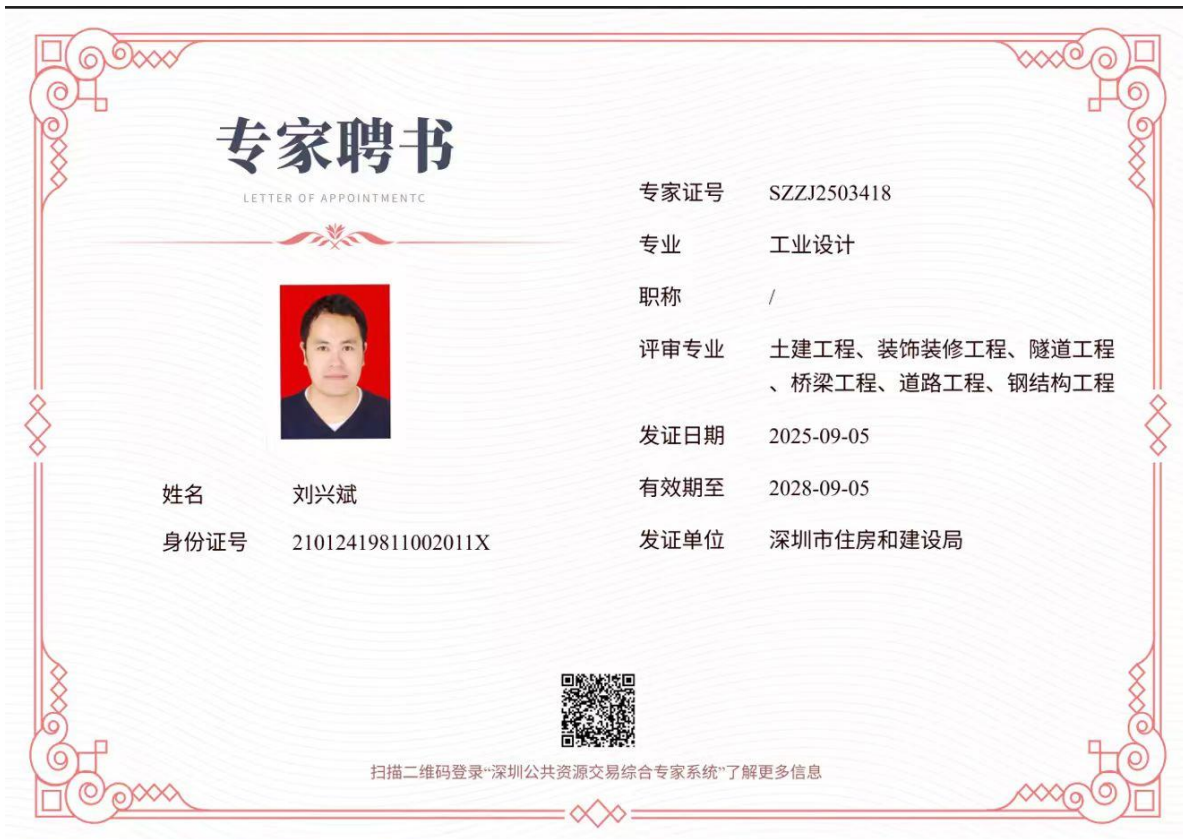 专家聘书
LETTER OF APPOINTMENTC
姓名 刘兴斌
身份证号 21012419811002011X
专家证号 SZZJ2503418
专业 工业设计
职称 /
评审专业 土建工程、装饰装修工程、隧道工程
、桥梁工程、道路工程、钢结构工程
发证日期 2025-09-05
有效期至 2028-09-05
发证单位 深圳市住房和建设局
扫描二维码登录“深圳公共资源交易综合专家系统”了解更多信息